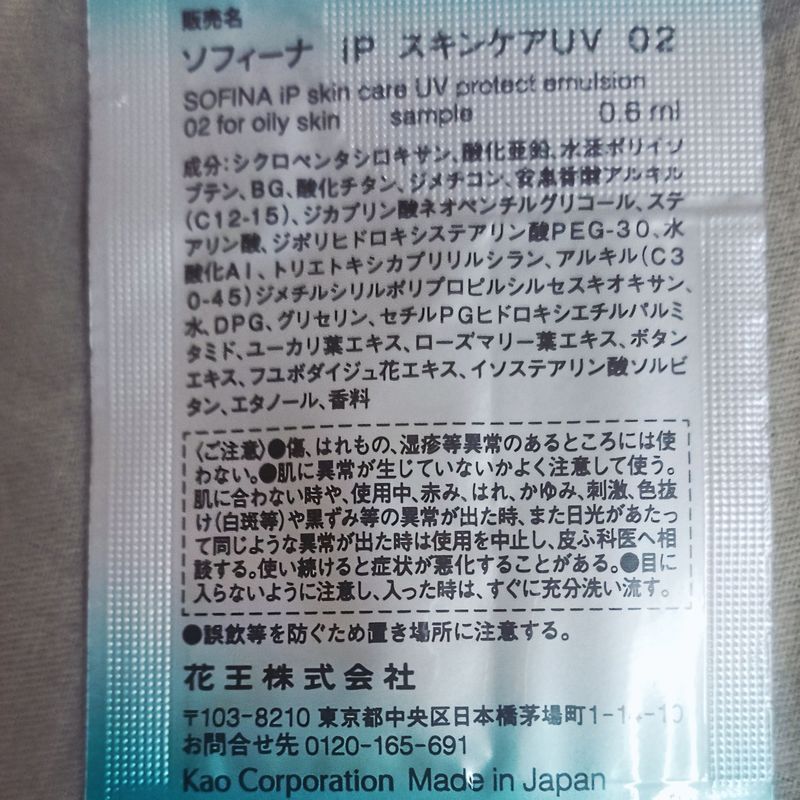 販売名
ソフィーナ iP スキンケアUV 02
SOFINA iP skin care UV protect emulsion
02 for oily skin sample 0.6 ml
成分:シクロペンタシロキサン、酸化亜鉛、水添ポリイソ
ブテン、BG、酸化チタン、ジメチコン、安息香酸アルキル
(C12-15)、ジカプリン酸ネオペンチルグリコール、ステ
アリン酸、ジポリヒドロキシステアリン酸PEG-30、水
酸化Al、トリエトキシカプリリルシラン、アルキル(C3
0-45)ジメチルシリルポリプロピルシルセスキオキサン、
水、DPG、グリセリン、セチルPGヒドロキシエチルパルミ
タミド、ユーカリ葉エキス、ローズマリー葉エキス、ボタン
エキス、フユボダイジュ花エキス、イソステアリン酸ソルビ
タン、エタノール、香料
〈ご注意〉●傷、はれもの、湿疹等異常のあるところには使
わない。●肌に異常が生じていないかよく注意して使う。
肌に合わない時や、使用中、赤み、はれ、かゆみ、刺激、色抜
け(白斑等)や黒ずみ等の異常が出た時、また日光があたっ
て同じような異常が出た時は使用を中止し、皮ふ科医へ相
談する。使い続けると症状が悪化することがある。●目に
入らないように注意し、入った時は、すぐに充分洗い流す。
●誤飲等を防ぐため置き場所に注意する。
花王株式会社
〒103-8210 東京都中央区日本橋茅場町1-14-10
お問合せ先 0120-165-691
Kao Corporation Made in Japan